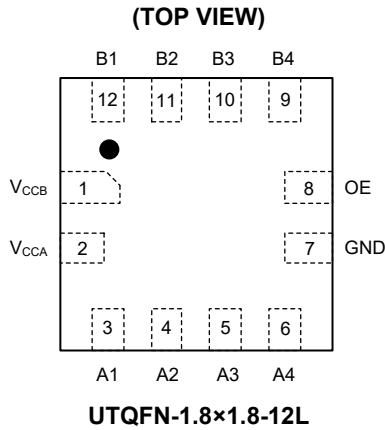 (TOP VIEW)
B1 B2 B3 B4
12 11 10 9
VCCB 1 8 OE
VCCA 2 7 GND
3 4 5 6
A1 A2 A3 A4
UTQFN-1.8×1.8-12L